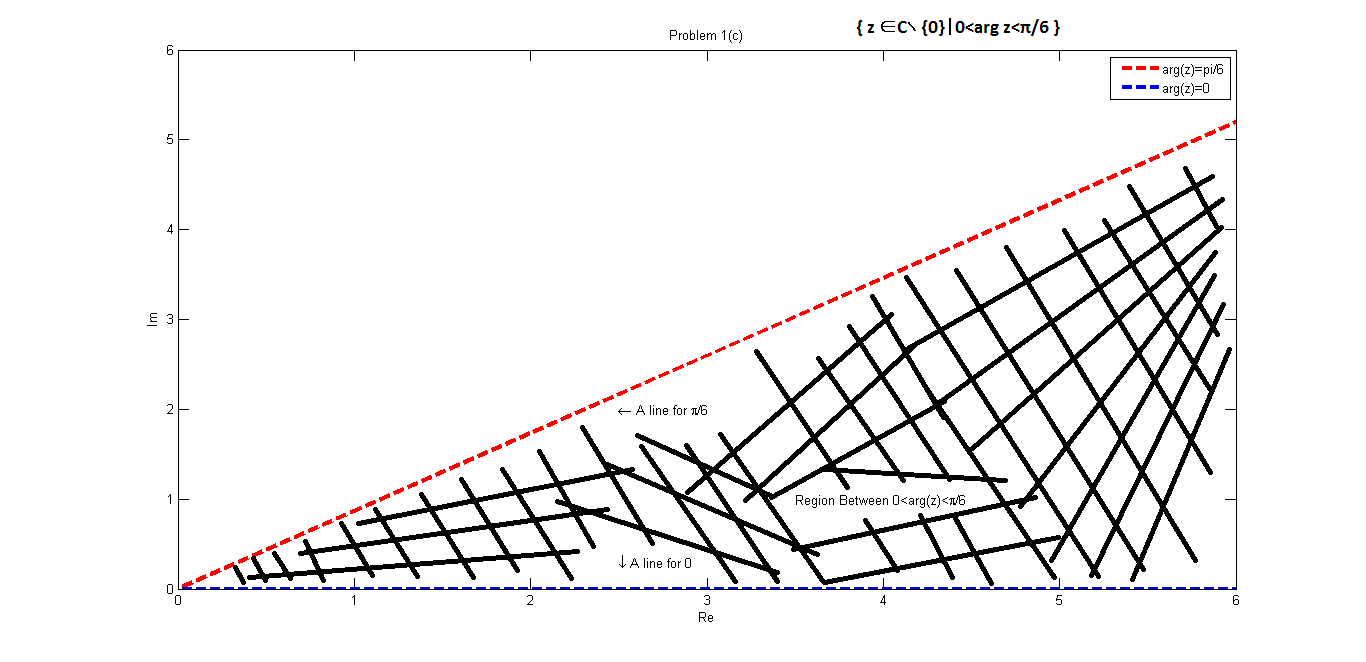 { z ∈C∖ {0}|0<arg z<π/6 }
Problem 1(c)
arg(z)=pi/6
arg(z)=0
6
5
4
3
2
1
0
Im
← A line for π/6
Region Between 0<arg(z)<π/6
↓ A line for 0
0
1
2
3
4
5
6
Re